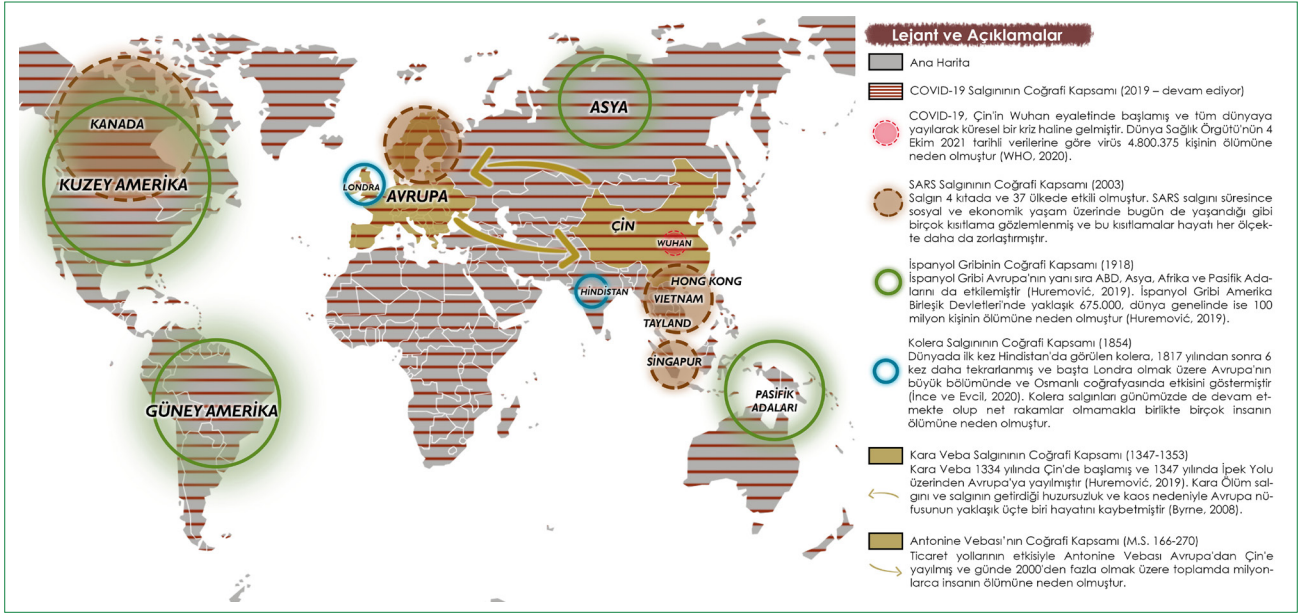 KANADA
KUZEY AMERİKA
GÜNEY AMERİKA
LONDRA
AVRUPA
ASYA
ÇİN
WUHAN
HONG KONG
HİNDİSTAN
VIETNAM
TAYLAND
SİNGAPUR
PASİFİK
ADALARI
Lejant ve Açıklamalar
Ana Harita
COVID-19 Salgınının Coğrafi Kapsamı (2019 – devam ediyor)
COVID-19, Çin'in Wuhan eyaletinde başlamış ve tüm dünyaya
yayılarak küresel bir kriz haline gelmiştir. Dünya Sağlık Örgütü'nün 4
Ekim 2021 tarihli verilerine göre virüs 4.800.375 kişinin ölümüne
neden olmuştur (WHO, 2020).
SARS Salgınının Coğrafi Kapsamı (2003)
Salgın 4 kıtada ve 37 ülkede etkili olmuştur. SARS salgını süresince
sosyal ve ekonomik yaşam üzerinde bugün de yaşandığı gibi
birçok kısıtlama gözlemlenmiş ve bu kısıtlamalar hayatı her ölçek-
te daha da zorlaştırmıştır.
İspanyol Gribinin Coğrafi Kapsamı (1918)
İspanyol Gribi Avrupa'nın yanı sıra ABD, Asya, Afrika ve Pasifik Ada-
larını da etkilemiştir (Huremović, 2019). İspanyol Gribi Amerika
Birleşik Devletleri'nde yaklaşık 675.000, dünya genelinde ise 100
milyon kişinin ölümüne neden olmuştur (Huremović, 2019).
Kolera Salgınının Coğrafi Kapsamı (1854)
Dünyada ilk kez Hindistan'da görülen kolera, 1817 yılından sonra 6
kez daha tekrarlanmış ve başta Londra olmak üzere Avrupa'nın
büyük bölümünde ve Osmanlı coğrafyasında etkisini göstermiştir
(İnce ve Evcil, 2020). Kolera salgınları günümüzde de devam et-
mekte olup net rakamlar olmamakla birlikte birçok insanın
ölümüne neden olmuştur.
Kara Veba Salgınının Coğrafi Kapsamı (1347-1353)
Kara Veba 1334 yılında Çin'de başlamış ve 1347 yılında İpek Yolu
üzerinden Avrupa'ya yayılmıştır (Huremović, 2019). Kara Ölüm sal-
gını ve salgının getirdiği huzursuzluk ve kaos nedeniyle Avrupa nü-
fusunun yaklaşık üçte biri hayatını kaybetmiştir (Byrne, 2008).
Antonine Vebası'nın Coğrafi Kapsamı (M.S. 166-270)
Ticaret yollarının etkisiyle Antonine Vebası Avrupa'dan Çin'e
yayılmış ve günde 2000'den fazla olmak üzere toplamda milyon-
larca insanın ölümüne neden olmuştur.